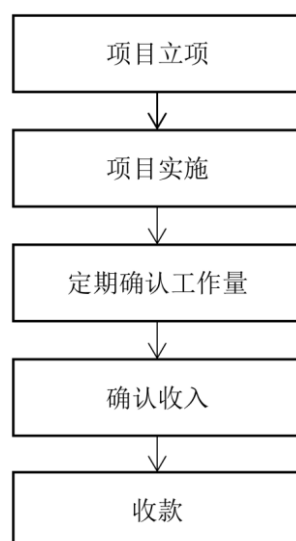 项目立项
项目实施
定期确认工作量
确认收入
收款